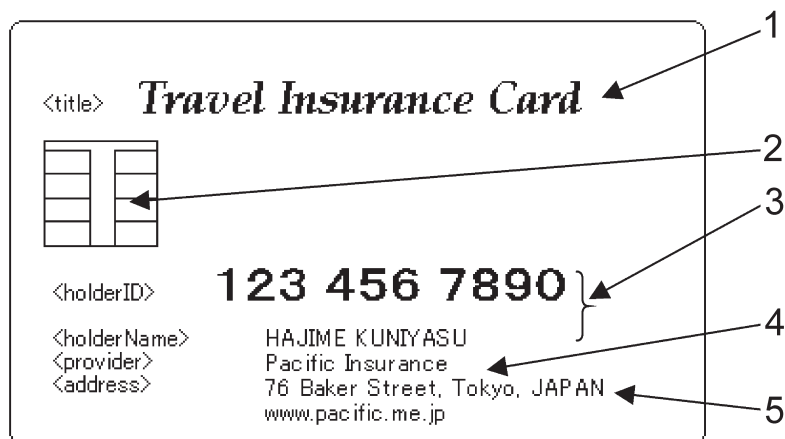 1
<title> Travel Insurance Card
2
3
<holderID> 123 456 7890
<holderName> HAJIME KUNIYASU
4
<provider> Pacific Insurance
<address> 76 Baker Street, Tokyo, JAPAN
5
www.pacific.me.jp